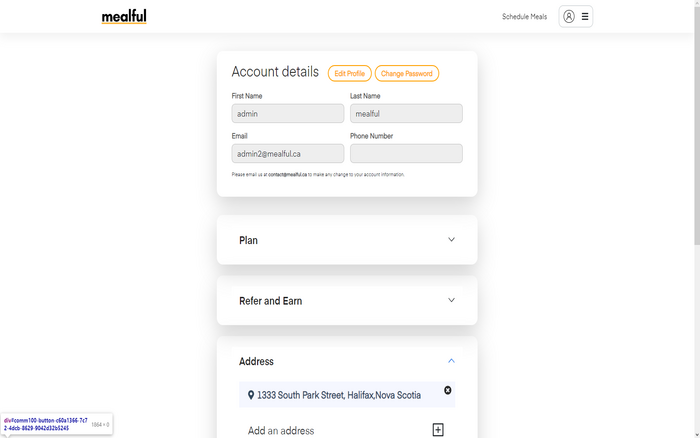 mealful
Schedule Meals
Account details
Edit Profile
Change Password
First Name
Last Name
admin
mealful
Email
Phone Number
admin2@mealful.ca
Please email us at contact@mealful.ca to make any change to your account information.
Plan
Refer and Earn
Address
1333 South Park Street, Halifax,Nova Scotia
Add an address
div#comm100-button-c60a1366-7c7
2-4dcb-8629-9042d32b5245
1864 × 0